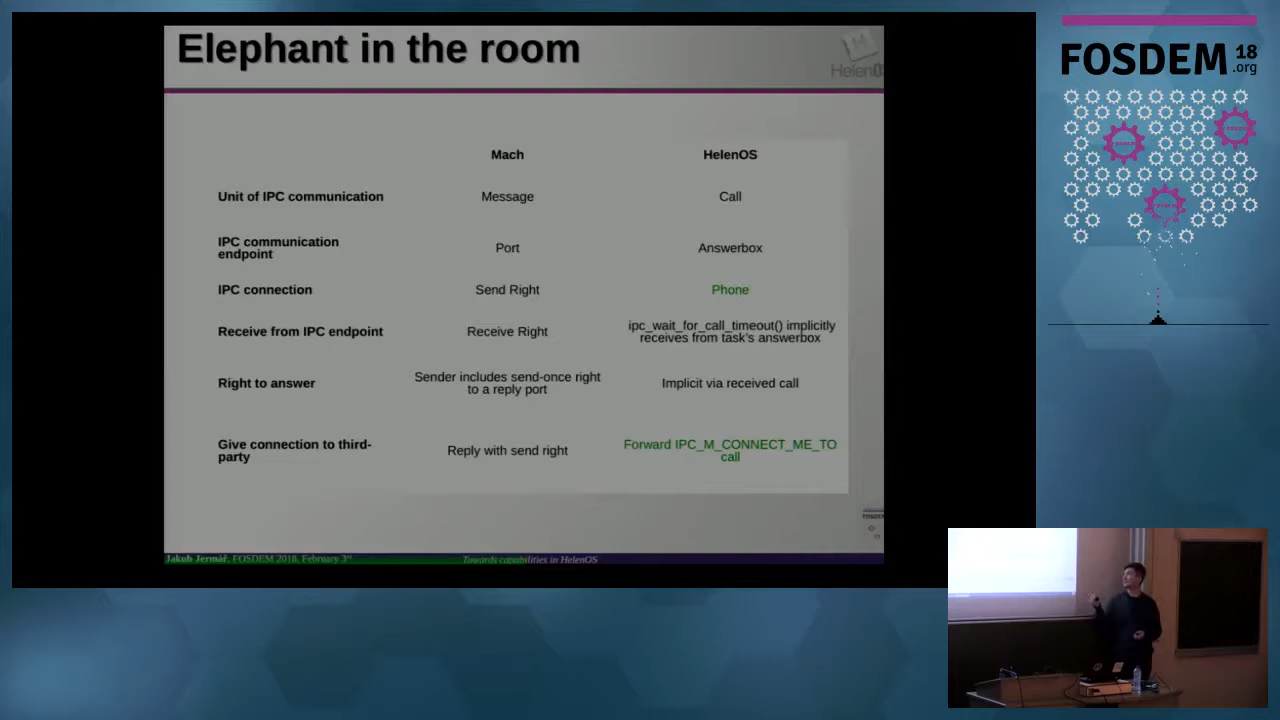 Elephant in the room
HelenOS
Mach
HelenOS
Unit of IPC communication
Message
Call
IPC communication
endpoint
Port
Answerbox
IPC connection
Send Right
Phone
Receive from IPC endpoint
Receive Right
ipc_wait_for_call_timeout() implicitly
receives from task's answerbox
Right to answer
Sender includes send-once right
to a reply port
Implicit via received call
Give connection to third-
party
Reply with send right
Forward IPC_M_CONNECT_ME_TO
call
FOSDEM
Jakub Jermář, FOSDEM 2018, February 3rd
Towards capabilities in HelenOS
FOSDEM 18
.org